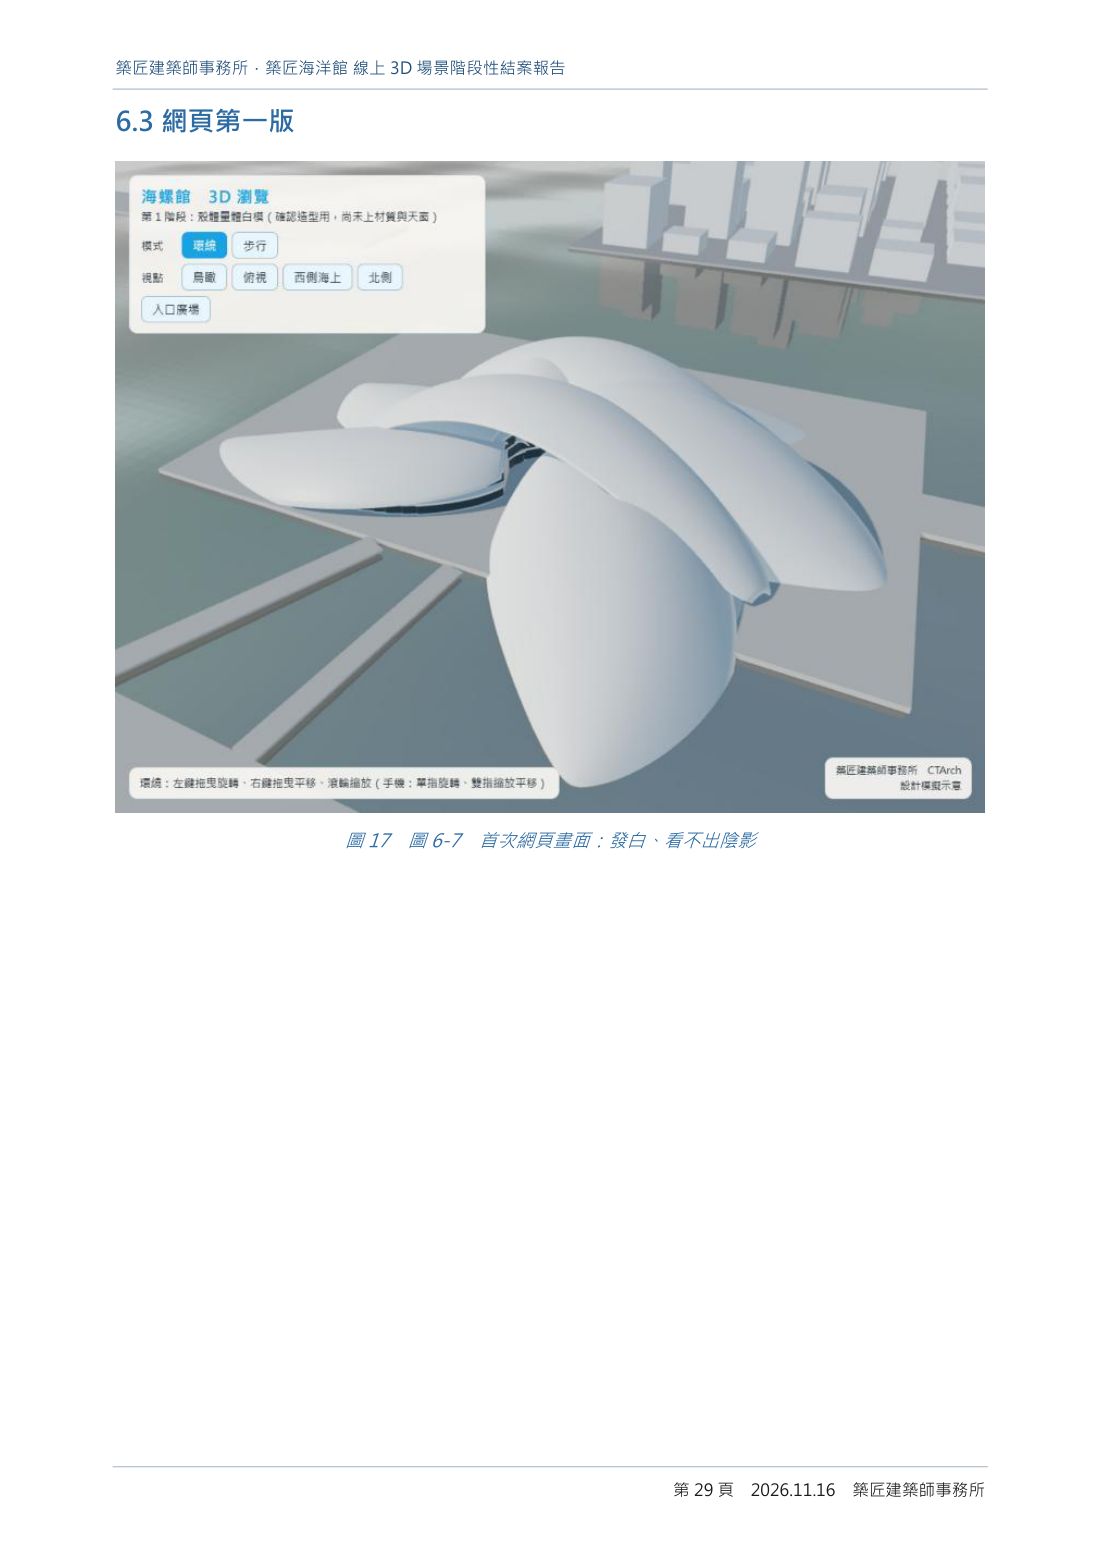 築匠建築師事務所．築匠海洋館 線上 3D 場景階段性結案報告
6.3 網頁第一版
海螺館　3D 瀏覽
第 1 階段：殼體量體白模（確認造型用，尚未上材質與天窗）
模式 環繞 步行
視點 鳥瞰 俯視 西側海上 北側
入口廣場
環繞：左鍵拖曳旋轉、右鍵拖曳平移、滾輪縮放（手機：單指旋轉、雙指縮放平移）
築匠建築師事務所　CTArch
設計模擬示意
圖 17　圖 6-7　首次網頁畫面：發白、看不出陰影
第 29 頁　2026.11.16　築匠建築師事務所